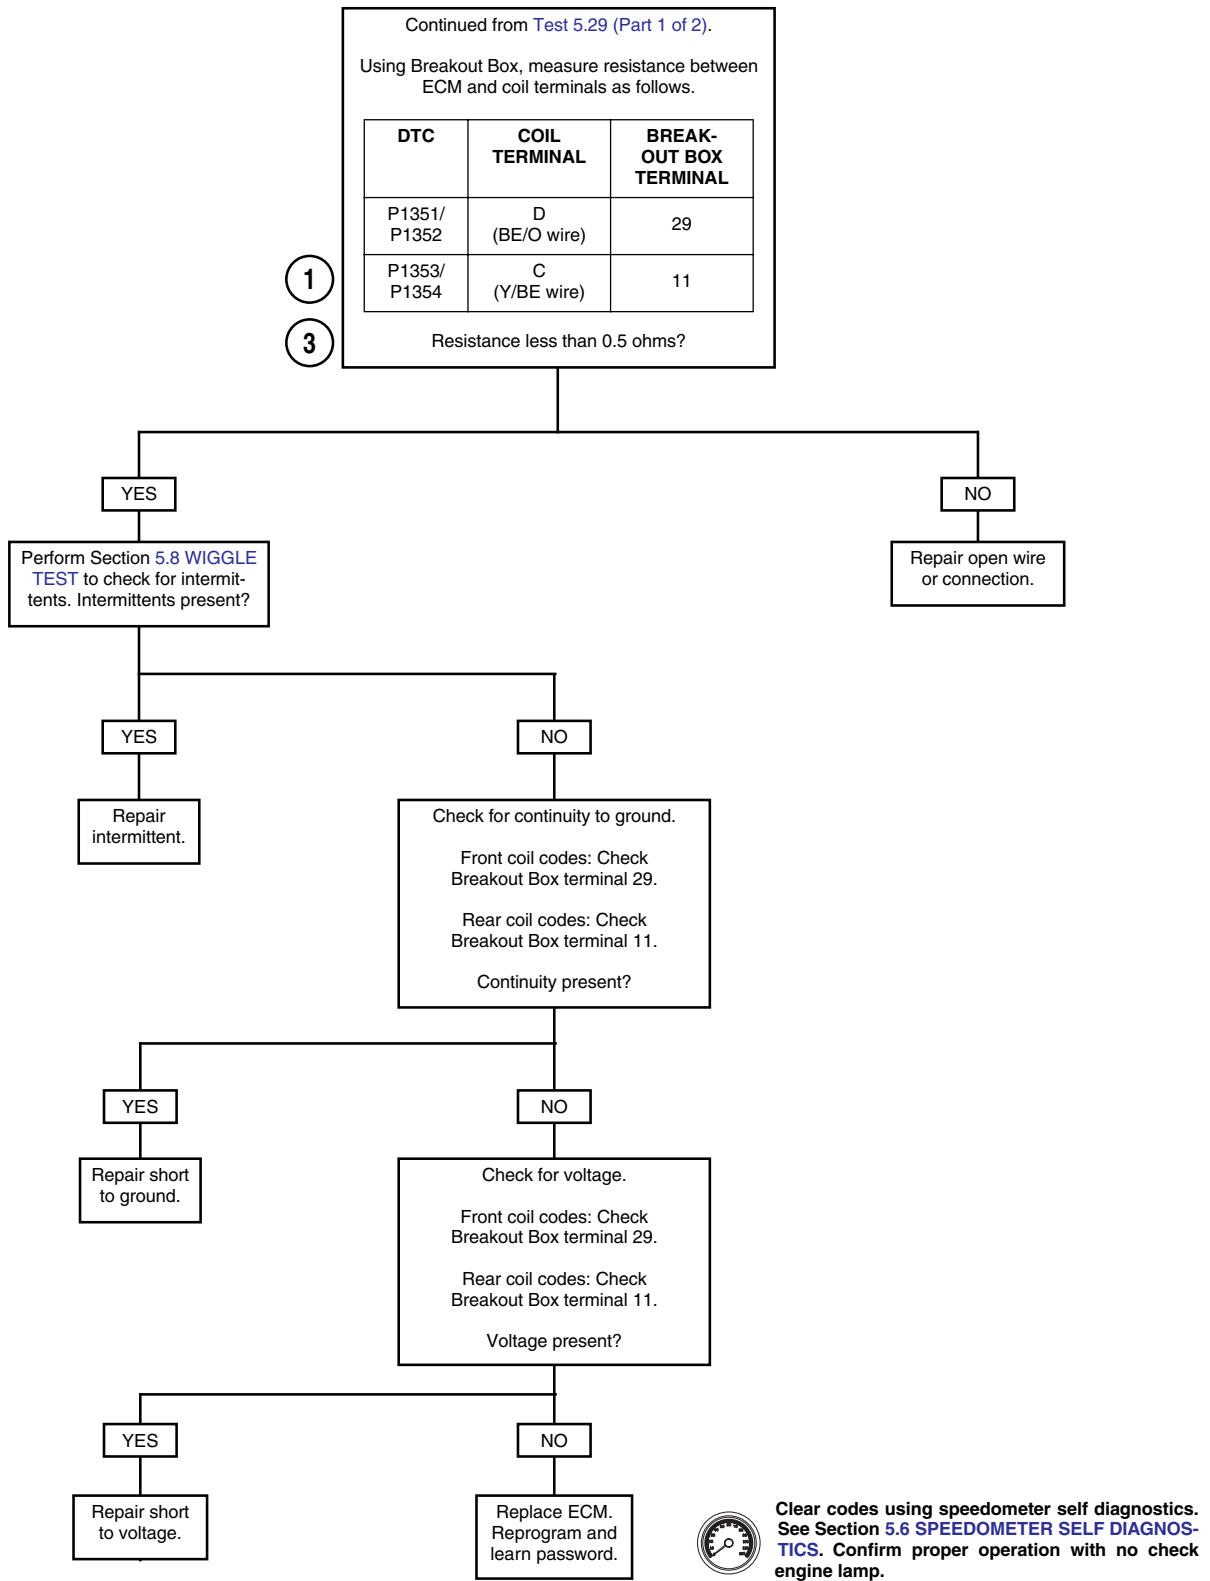 Continued from Test 5.29 (Part 1 of 2).
Using Breakout Box, measure resistance between
ECM and coil terminals as follows.
DTC
COIL
TERMINAL
BREAK-
OUT BOX
TERMINAL
P1351/
P1352
D
(BE/O wire)
29
1
P1353/
P1354
C
(Y/BE wire)
11
3
Resistance less than 0.5 ohms?
YES
NO
Perform Section 5.8 WIGGLE
TEST to check for intermit-
tents. Intermittents present?
Repair open wire
or connection.
YES
NO
Repair
intermittent.
Check for continuity to ground.
Front coil codes: Check
Breakout Box terminal 29.
Rear coil codes: Check
Breakout Box terminal 11.
Continuity present?
YES
NO
Repair short
to ground.
Check for voltage.
Front coil codes: Check
Breakout Box terminal 29.
Rear coil codes: Check
Breakout Box terminal 11.
Voltage present?
YES
NO
Repair short
to voltage.
Replace ECM.
Reprogram and
learn password.
Clear codes using speedometer self diagnostics.
See Section 5.6 SPEEDOMETER SELF DIAGNOS-
TICS. Confirm proper operation with no check
engine lamp.